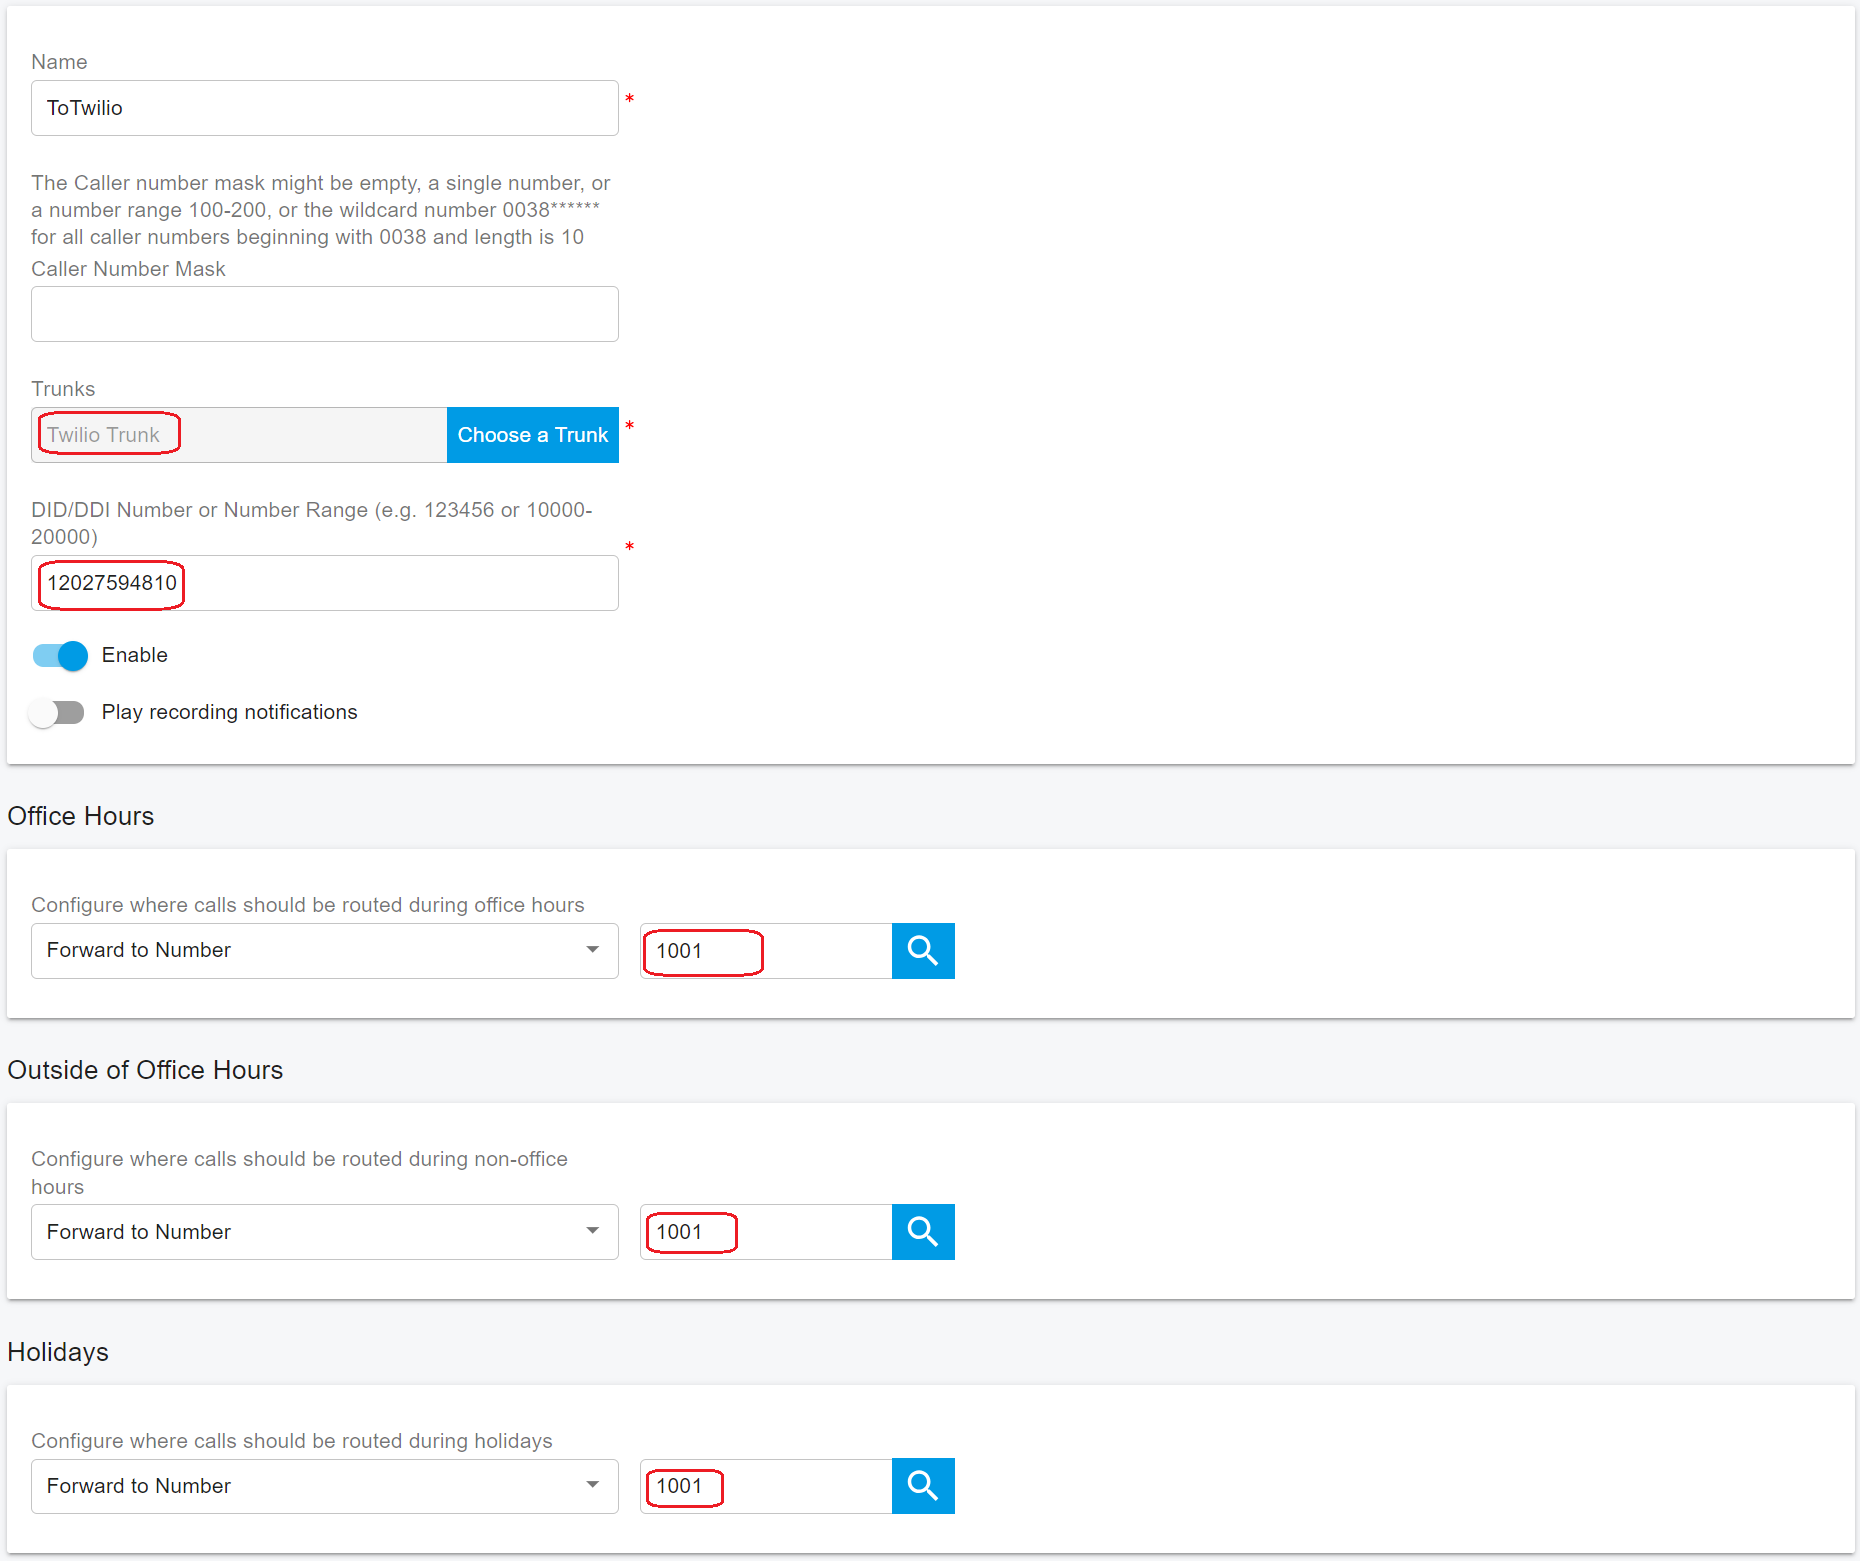 Name
ToTwilio
*
The Caller number mask might be empty, a single number, or
a number range 100-200, or the wildcard number 0038******
for all caller numbers beginning with 0038 and length is 10
Caller Number Mask
Trunks
Twilio Trunk
Choose a Trunk
*
DID/DDI Number or Number Range (e.g. 123456 or 10000-
20000)
*
12027594810
Enable
Play recording notifications
Office Hours
Configure where calls should be routed during office hours
Forward to Number
1001
Outside of Office Hours
Configure where calls should be routed during non-office
hours
Forward to Number
1001
Holidays
Configure where calls should be routed during holidays
Forward to Number
1001